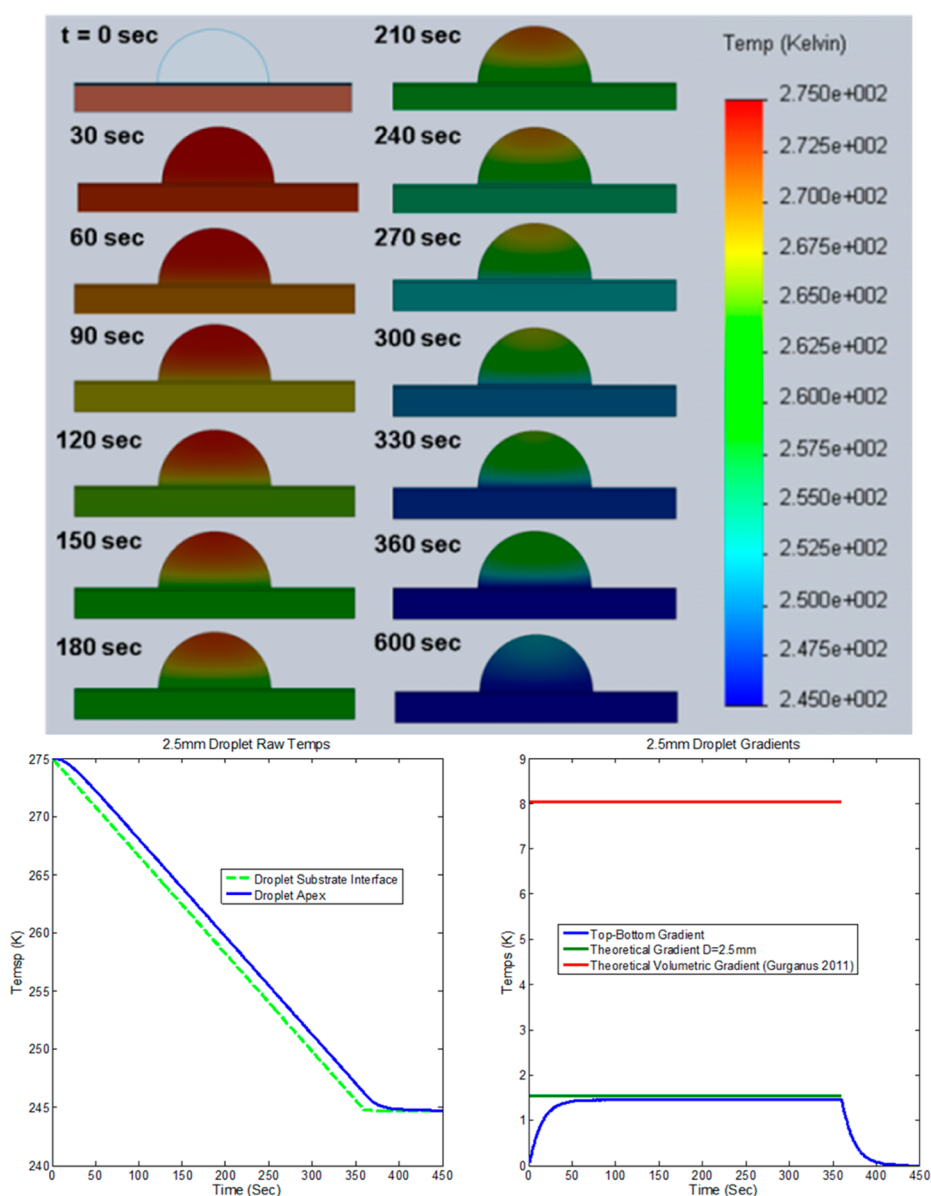 t = 0 sec
30 sec
60 sec
90 sec
120 sec
150 sec
180 sec
210 sec
240 sec
270 sec
300 sec
330 sec
360 sec
600 sec
Temp (Kelvin)
2.750e+002
2.725e+002
2.700e+002
2.675e+002
2.650e+002
2.625e+002
2.600e+002
2.575e+002
2.550e+002
2.525e+002
2.500e+002
2.475e+002
2.450e+002
2.5mm Droplet Raw Temps
275
270
265
260
255
250
245
240
Temsp (K)
Droplet Substrate Interface
Droplet Apex
0 50 100 150 200 250 300 350 400 450
Time (Sec)
2.5mm Droplet Gradients
9
8
7
6
5
4
3
2
1
0
Temps (K)
Top-Bottom Gradient
Theoretical Gradient D=2.5mm
Theoretical Volumetric Gradient (Gurganus 2011)
0 50 100 150 200 250 300 350 400 450
Time (Sec)